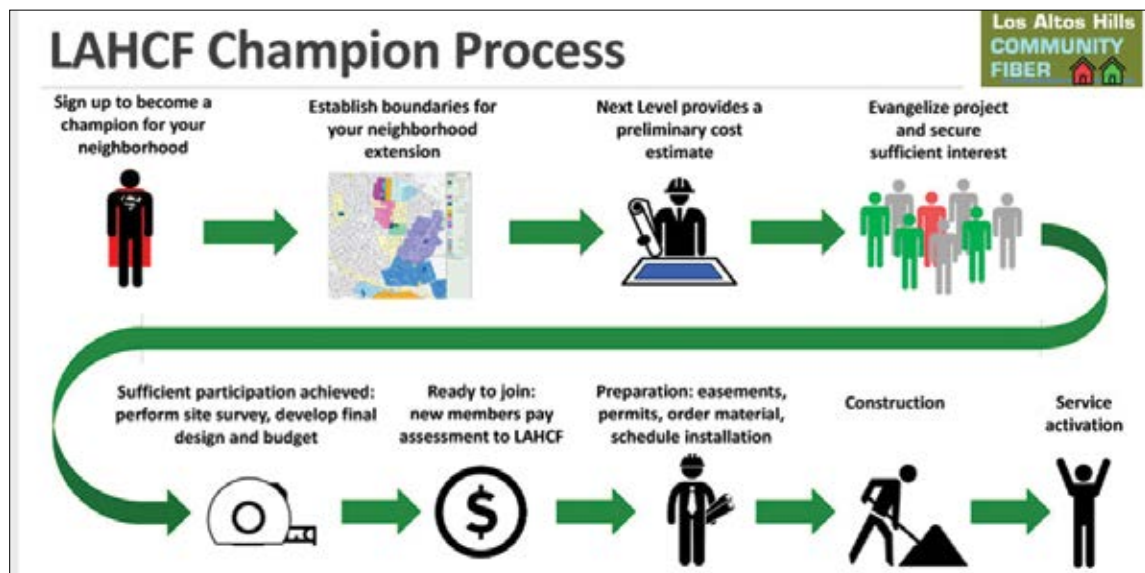 LAHCF Champion Process
Los Altos Hills
COMMUNITY
FIBER
Sign up to become a
champion for your
neighborhood
Establish boundaries for
your neighborhood
extension
Next Level provides a
preliminary cost
estimate
Evangelize project
and secure
sufficient interest
Sufficient participation achieved:
perform site survey, develop final
design and budget
Ready to join:
new members pay
assessment to LAHCF
Preparation: easements,
permits, order material,
schedule installation
Construction
Service
activation
$